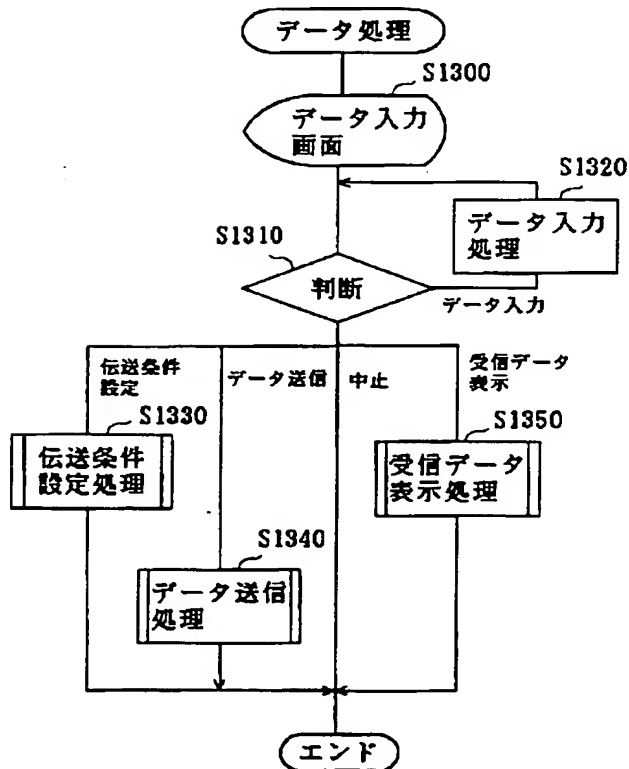 データ処理
S1300
データ入力
画面
S1320
データ入力
処理
S1310
判断
データ入力
伝送条件
設定
データ送信
中止
受信データ
表示
S1330
伝送条件
設定処理
S1350
受信データ
表示処理
S1340
データ送信
処理
エンド